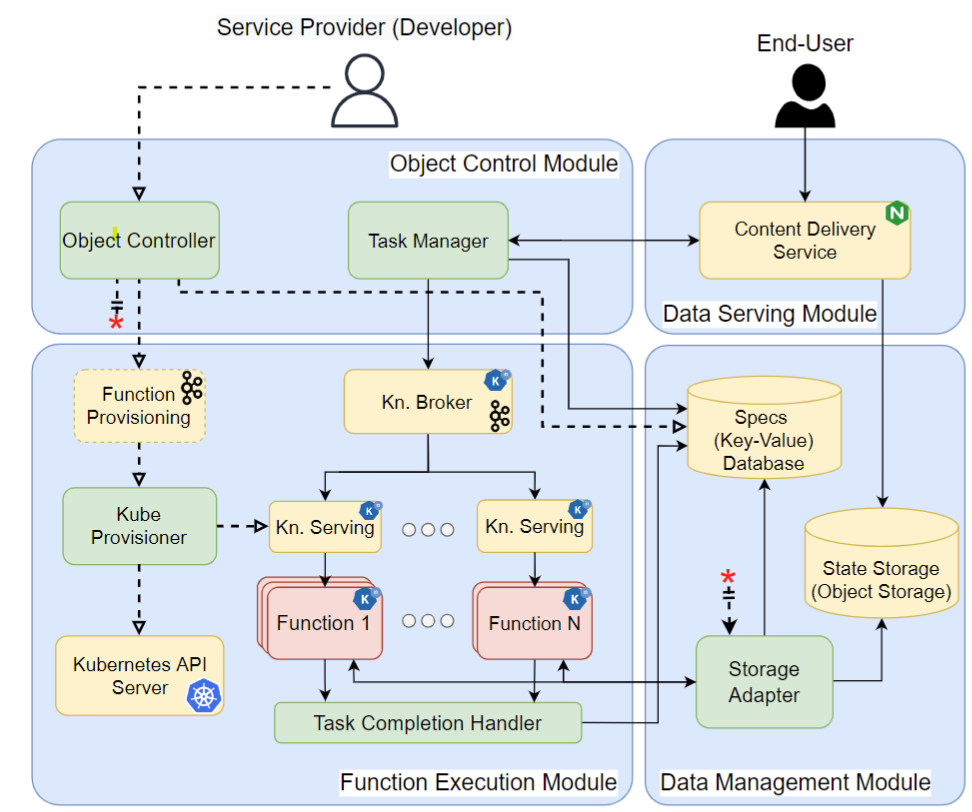 Service Provider (Developer)
End-User
Object Control Module
Object Controller
Task Manager
Content Delivery
Service
N
Data Serving Module
*
Function
Provisioning
Kn. Broker
K
n
Specs
(Key-Value)
Database
Kube
Provisioner
Kn. Serving
K
n
Kn. Serving
K
n
State Storage
(Object Storage)
*
Function 1
K
n
Function N
K
n
Kubernetes API
Server
Storage
Adapter
Task Completion Handler
Function Execution Module
Data Management Module